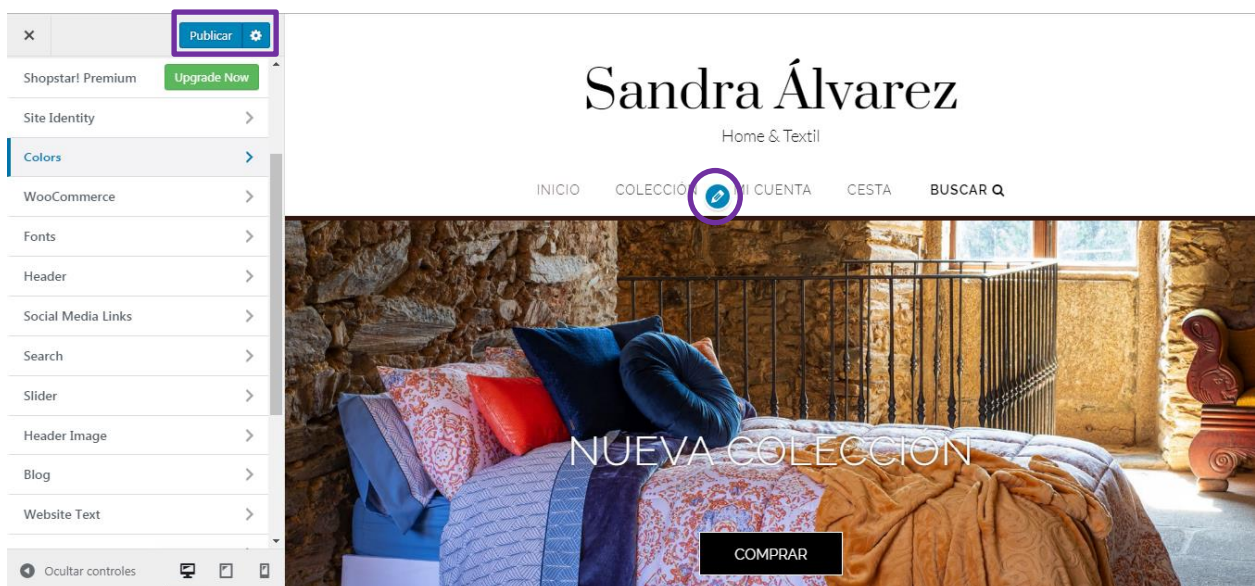 Publicar
Shopstar! Premium Upgrade Now
Site Identity
Colors
WooCommerce
Fonts
Header
Social Media Links
Search
Slider
Header Image
Blog
Website Text
Ocultar controles
Sandra Álvarez
Home & Textil
INICIO COLECCIÓN MI CUENTA CESTA BUSCAR
NUEVA COLECCION
COMPRAR